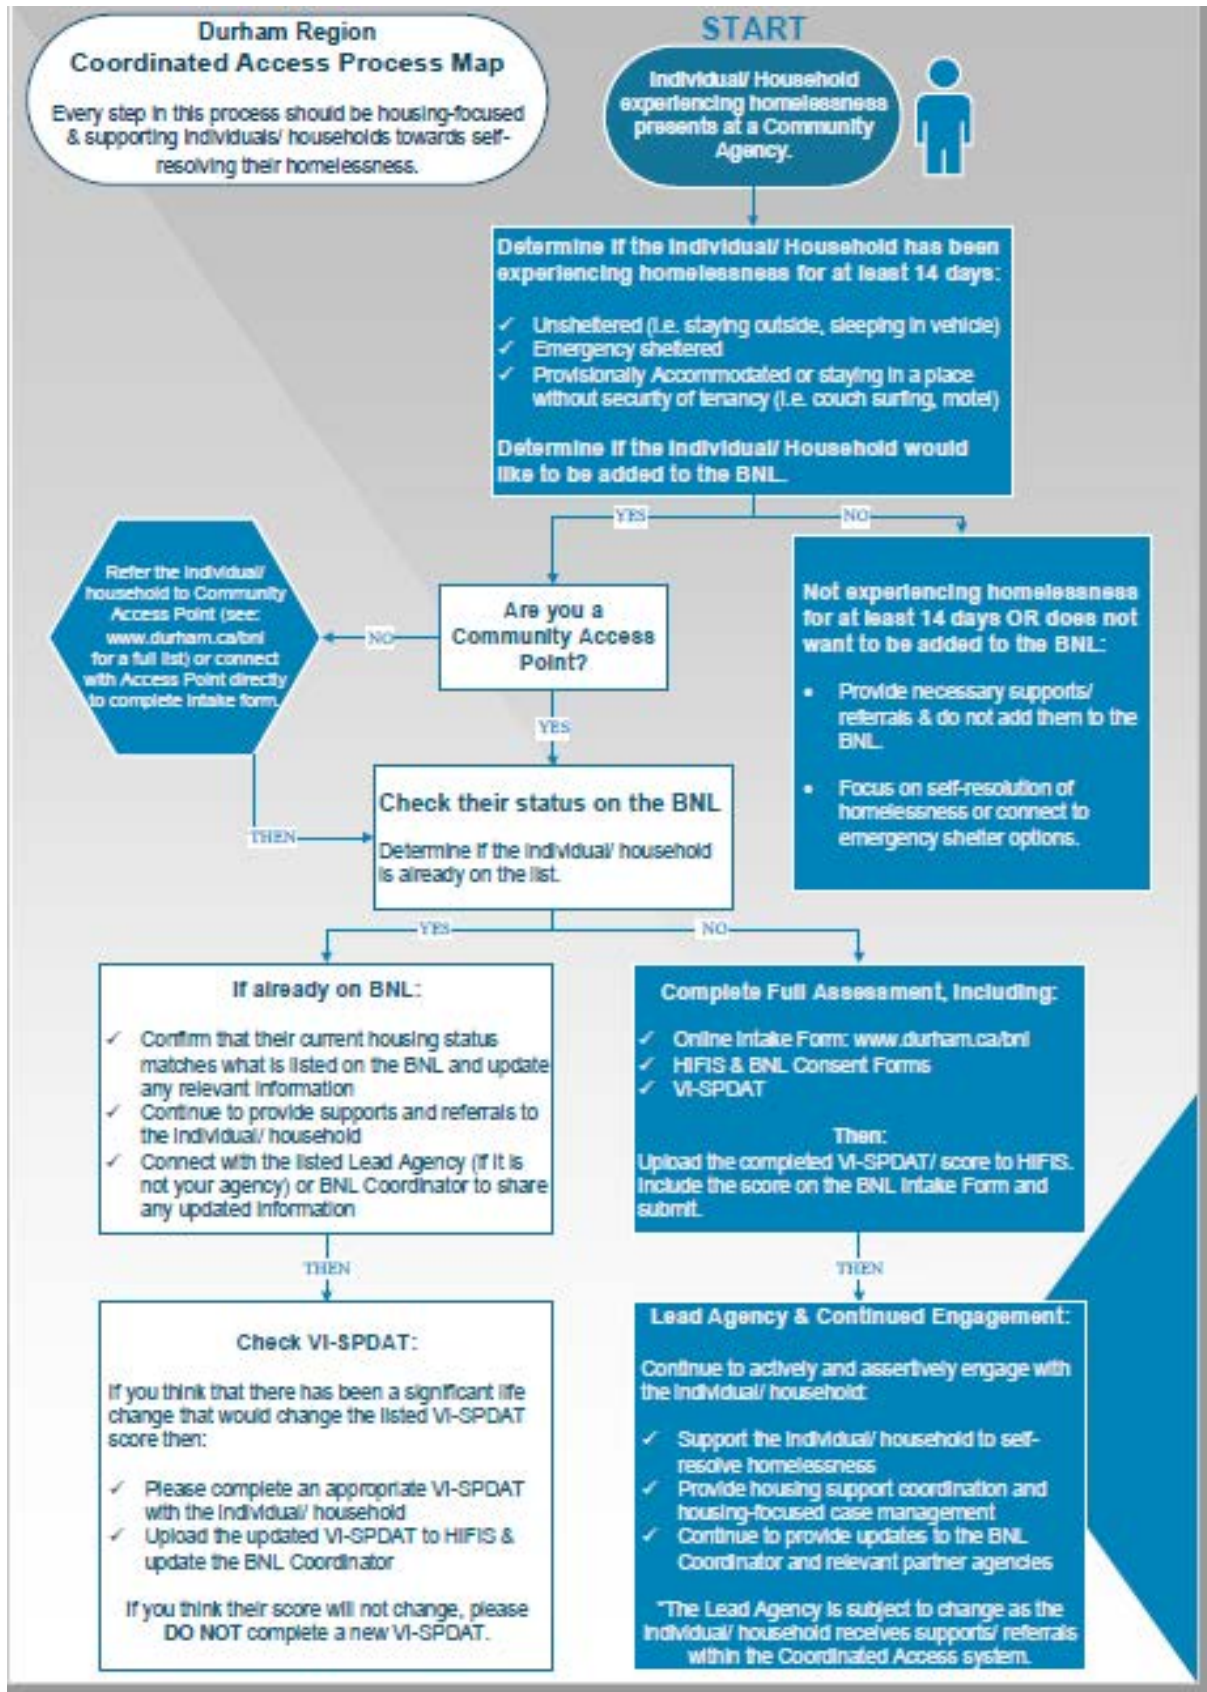 Durham Region
Coordinated Access Process Map
Every step in this process should be housing-focused
& supporting individuals/ households towards self-
resolving their homelessness.
START
Individual/ Household
experiencing homelessness
presents at a Community
Agency.
Determine if the Individual/ Household has been
experiencing homelessness for at least 14 days:
✓ Unsheltered (i.e. staying outside, sleeping in vehicle)
✓ Emergency sheltered
✓ Provisionally Accommodated or staying in a place
without security of tenancy (i.e. couch surfing, motel)
Determine if the Individual/ Household would
like to be added to the BNL.
YES
NO
Refer the individual/
household to Community
Access Point (see:
www.durham.ca/bnl
for a full list) or connect
with Access Point directly
to complete intake form.
NO
Are you a
Community Access
Point?
YES
Not experiencing homelessness
for at least 14 days OR does not
want to be added to the BNL:
• Provide necessary supports/
referrals & do not add them to the
BNL.
• Focus on self-resolution of
homelessness or connect to
emergency shelter options.
THEN
Check their status on the BNL
Determine if the individual/ household
is already on the list.
YES
NO
If already on BNL:
✓ Confirm that their current housing status
matches what is listed on the BNL and update
any relevant information
✓ Continue to provide supports and referrals to
the individual/ household
✓ Connect with the listed Lead Agency (if it is
not your agency) or BNL Coordinator to share
any updated information
Complete Full Assessment, Including:
✓ Online Intake Form: www.durham.ca/bnl
✓ HIFIS & BNL Consent Forms
✓ VI-SPDAT
Then:
Upload the completed VI-SPDAT/ score to HIFIS.
Include the score on the BNL Intake Form and
submit.
THEN
THEN
Check VI-SPDAT:
If you think that there has been a significant life
change that would change the listed VI-SPDAT
score then:
✓ Please complete an appropriate VI-SPDAT
with the individual/ household
✓ Upload the updated VI-SPDAT to HIFIS &
update the BNL Coordinator
If you think their score will not change, please
DO NOT complete a new VI-SPDAT.
Lead Agency & Continued Engagement:
Continue to actively and assertively engage with
the individual/ household:
✓ Support the individual/ household to self-
resolve homelessness
✓ Provide housing support coordination and
housing-focused case management
✓ Continue to provide updates to the BNL
Coordinator and relevant partner agencies
*The Lead Agency is subject to change as the
individual/ household receives supports/ referrals
within the Coordinated Access system.